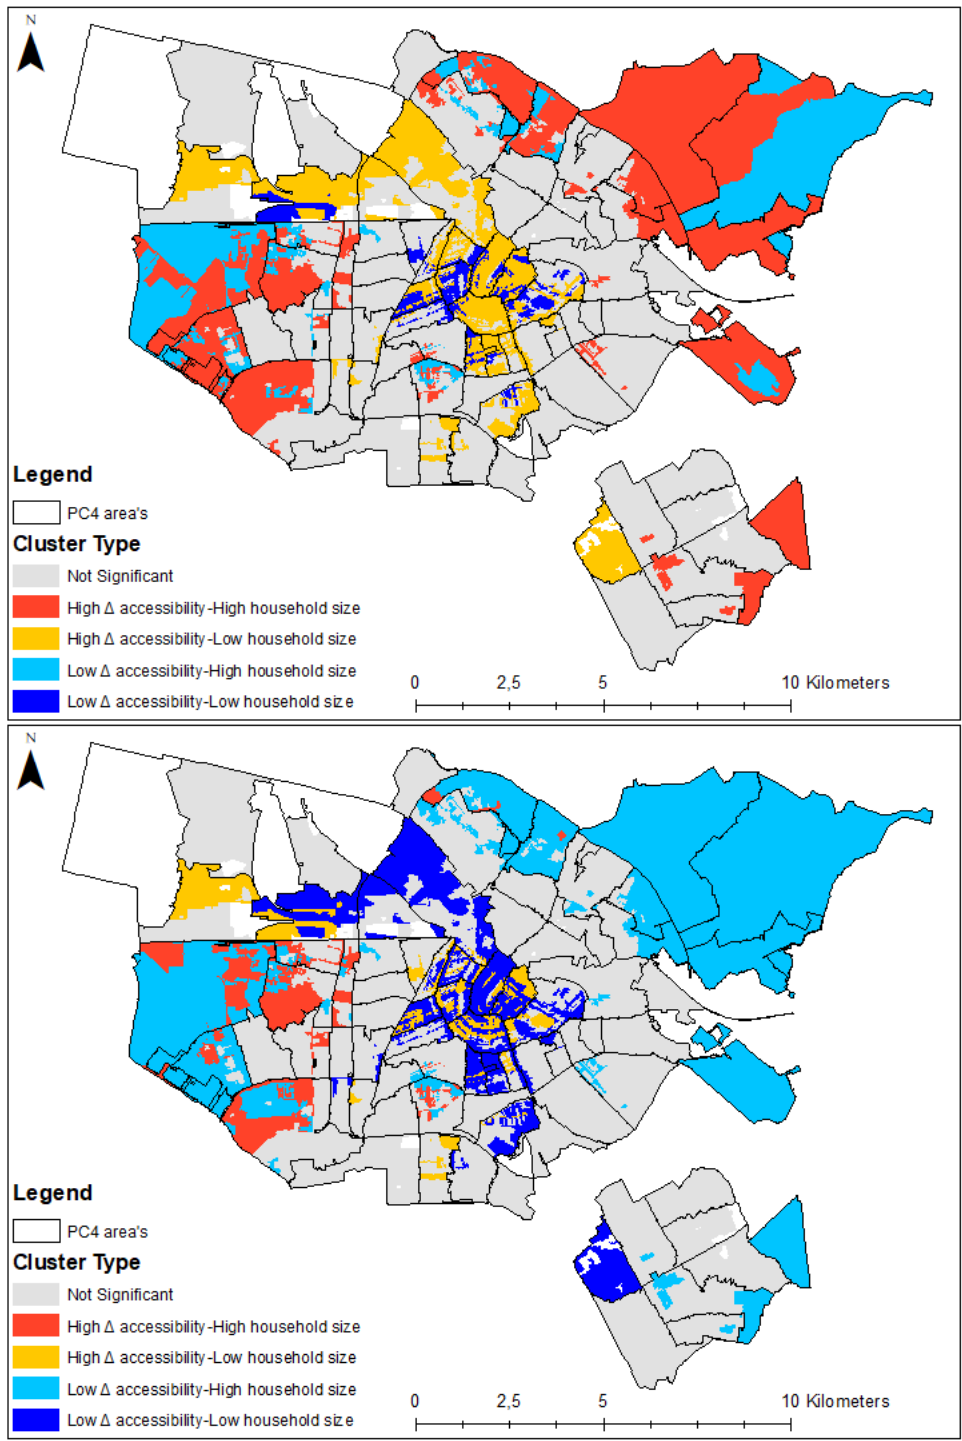 N
Legend
PC4 area's
Cluster Type
Not Significant
High Δ accessibility-High household size
High Δ accessibility-Low household size
Low Δ accessibility-High household size
Low Δ accessibility-Low household size
0 2,5 5 10 Kilometers
N
Legend
PC4 area's
Cluster Type
Not Significant
High Δ accessibility-High household size
High Δ accessibility-Low household size
Low Δ accessibility-High household size
Low Δ accessibility-Low household size
0 2,5 5 10 Kilometers